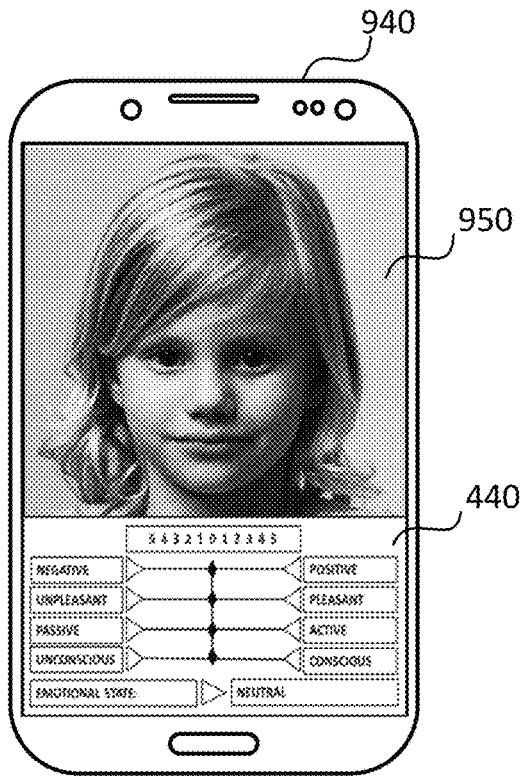 940
950
440
5 4 3 2 1 0 1 2 3 4 5
NEGATIVE POSITIVE
UNPLEASANT PLEASANT
PASSIVE ACTIVE
UNCONSCIOUS CONSCIOUS
EMOTIONAL STATE: NEUTRAL